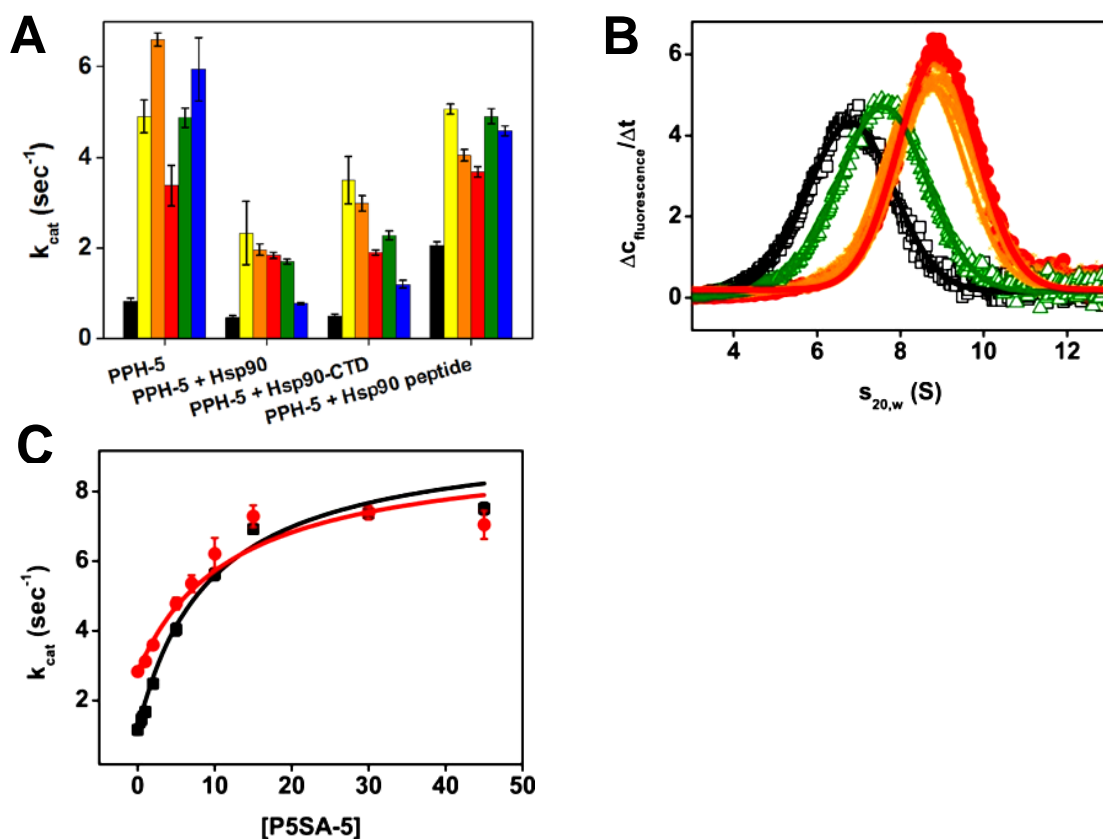 A
k_cat (sec⁻¹)
6
4
2
0
PPH-5
PPH-5 + Hsp90
PPH-5 + Hsp90-CTD
PPH-5 + Hsp90 peptide
B
Δc_fluorescence/Δt
6
4
2
0
4 6 8 10 12
s_20,w (S)
C
k_cat (sec⁻¹)
8
6
4
2
0 10 20 30 40 50
[P5SA-5]